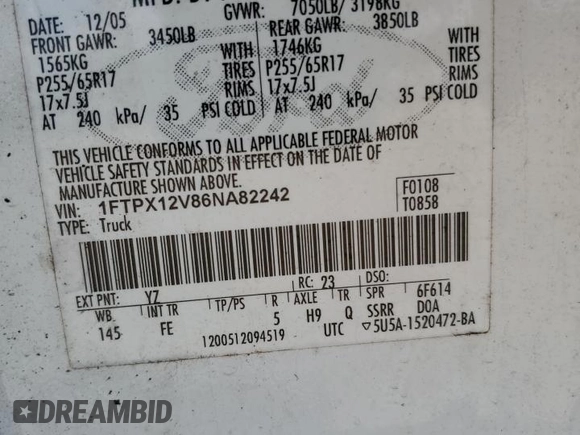 DATE: 12/05 GVWR: 7050LB/ 3198KG
FRONT GAWR: 3450LB REAR GAWR: 3850LB
1565KG WITH 1746KG WITH
P255/65R17 TIRES P255/65R17 TIRES
17x7.5J RIMS 17x7.5J RIMS
AT 240 kPa/ 35 PSI COLD AT 240 kPa/ 35 PSI COLD
Ford
THIS VEHICLE CONFORMS TO ALL APPLICABLE FEDERAL MOTOR
VEHICLE SAFETY STANDARDS IN EFFECT ON THE DATE OF
MANUFACTURE SHOWN ABOVE.
VIN: 1FTPX12V86NA82242 F0108
TYPE: Truck T0858
EXT PNT: YZ RC: 23 DSO:
WB INT TR TP/PS R AXLE TR SPR 6F614
145 FE 5 H9 Q SSRR DOA
1200512094519 UTC ▽5U5A-1520472-BA
DREAMBID